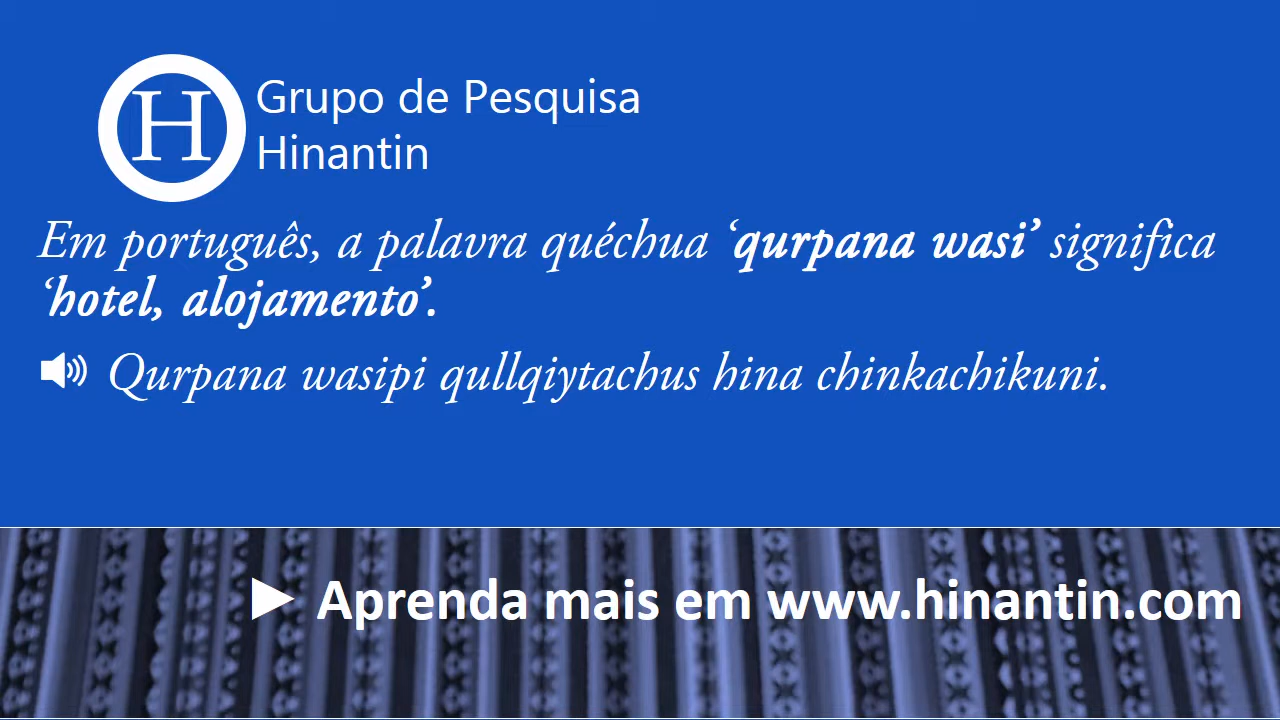 H
Grupo de Pesquisa
Hinantin
Em português, a palavra quéchua ‘qurpana wasi’ significa
‘hotel, alojamento’.
Qurpana wasipi qullqiytachus hina chinkachikuni.
Aprenda mais em www.hinantin.com